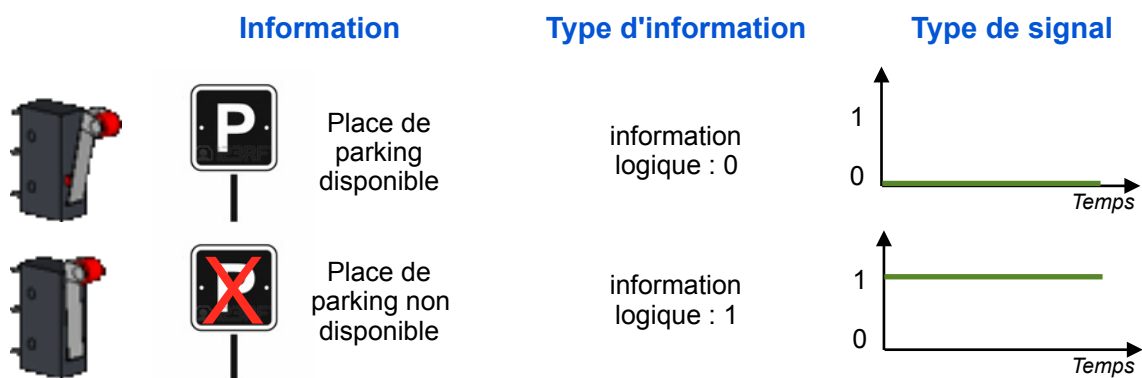 Information
Type d'information
Type de signal
P
Place de
parking
disponible
information
logique : 0
1
0
Temps
P
Place de
parking non
disponible
information
logique : 1
1
0
Temps